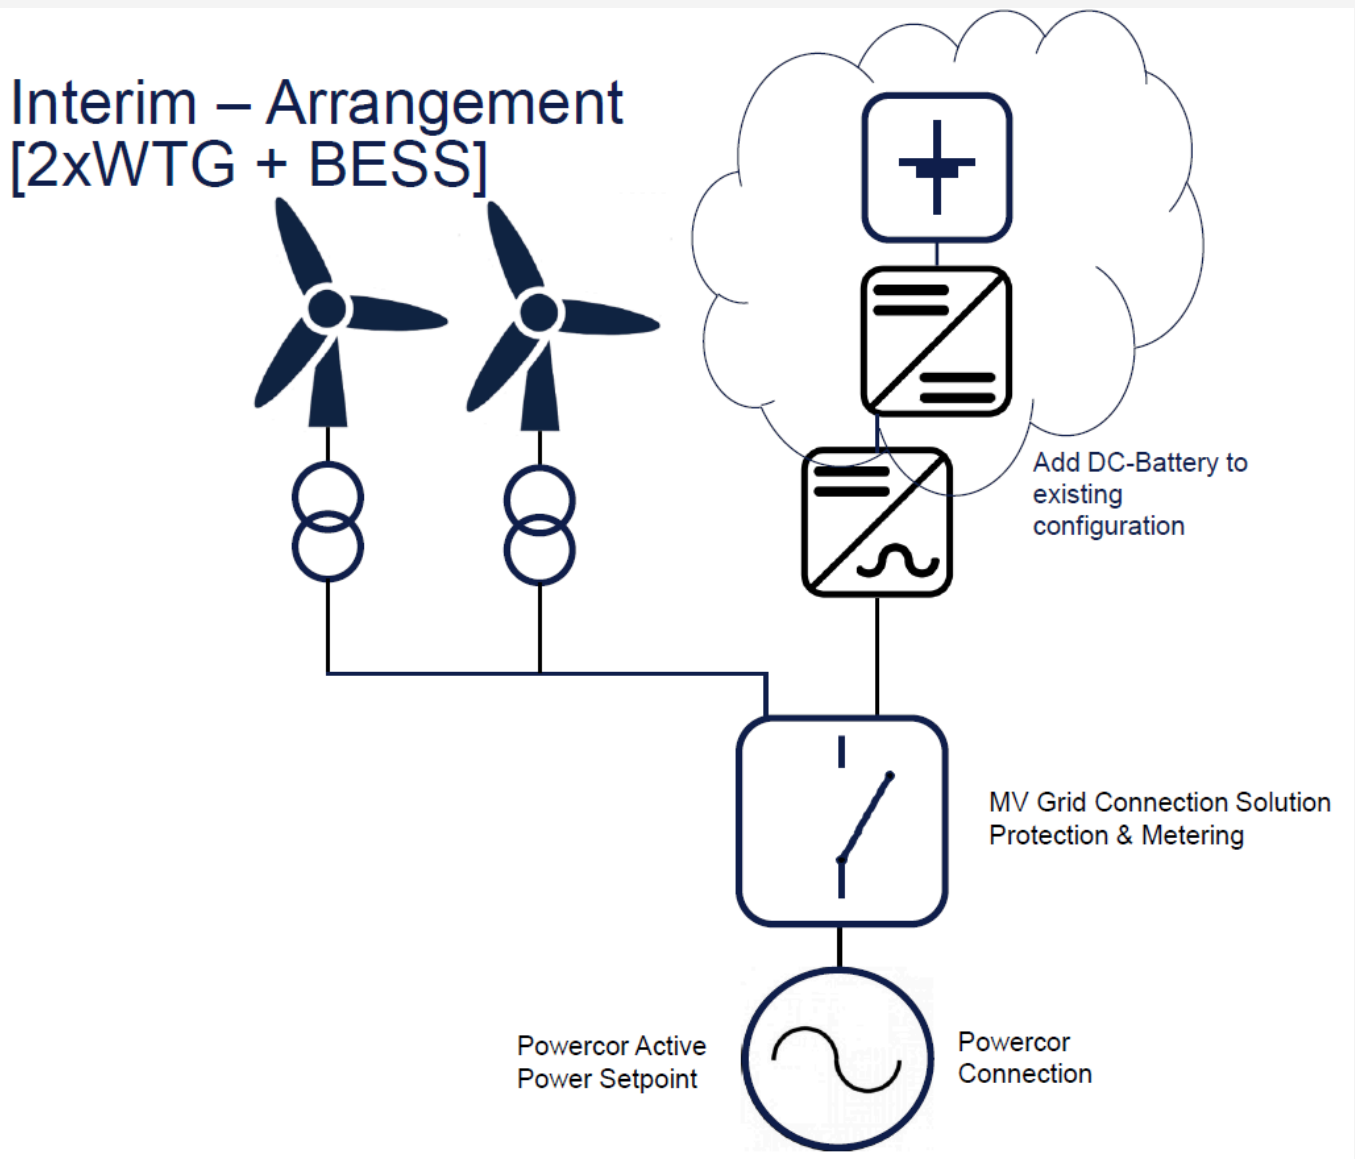 Interim – Arrangement
[2xWTG + BESS]
Add DC-Battery to
existing
configuration
MV Grid Connection Solution
Protection & Metering
Powercor Active
Power Setpoint
Powercor
Connection